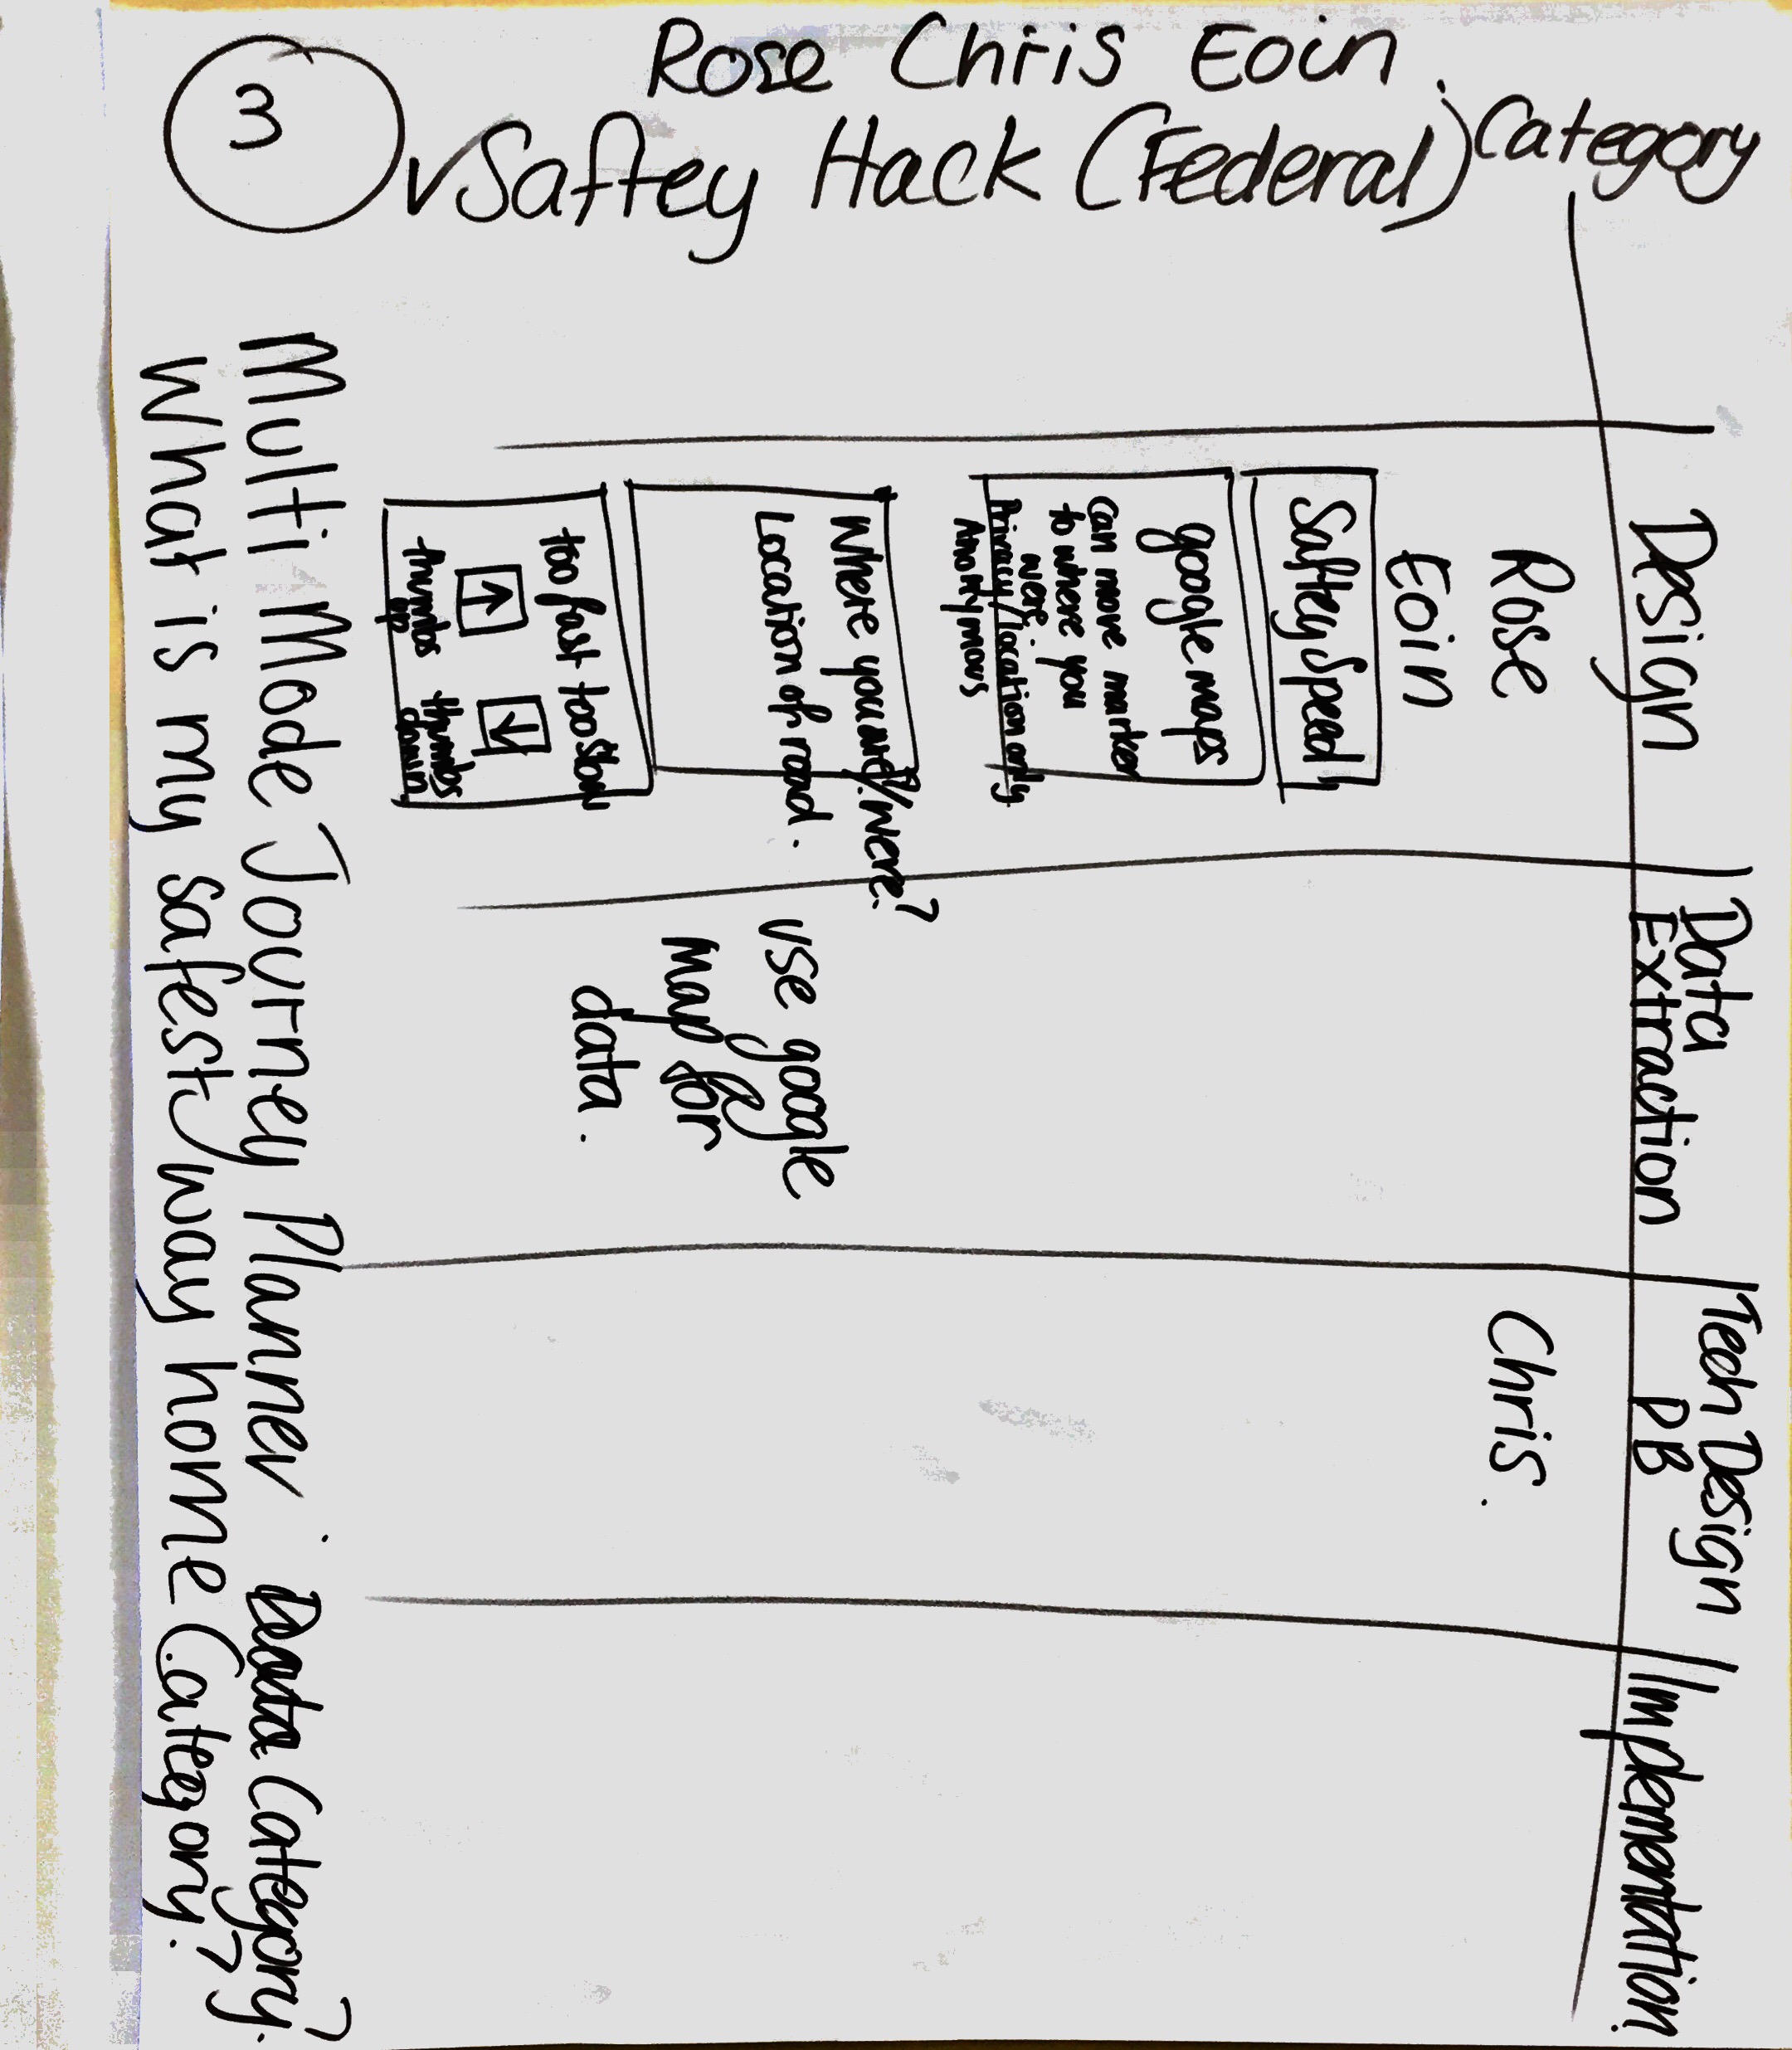 Rose Chris Eoin.
3
Saftey Hack (Federal) Category
Design
Data
Extraction
Tech Design
DB
Implementation.
Rose
Eoin
Saftey Speed
google maps
can move marker
to where you
were.
Privacy/location only
Anonymous
Where you are/were?
Location of road.
too fast too slow
thumbs
up
thumbs
down
use google
map for
data.
Chris.
Multi Mode Journey Planner. Data Category?
What is my safest way home Category?